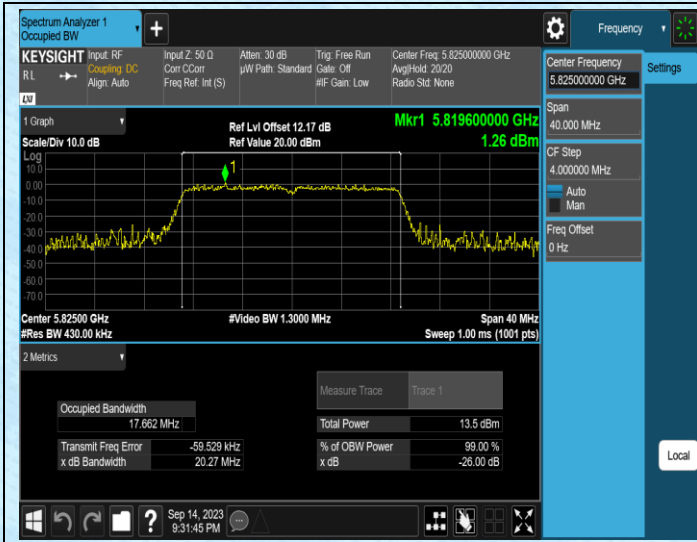 Spectrum Analyzer 1
Occupied BW
Frequency
KEYSIGHT
Input: RF
Input Z: 50 Ω
Atten: 30 dB
Trig: Free Run
Center Freq: 5.825000000 GHz
RL
Coupling: DC
Corr CCorr
µW Path: Standard
Gate: Off
Avg|Hold: 20/20
Align: Auto
Freq Ref: Int (S)
#IF Gain: Low
Radio Std: None
LXI
Center Frequency
5.825000000 GHz
Settings
Span
40.000 MHz
CF Step
4.000000 MHz
Auto
Man
Freq Offset
0 Hz
1 Graph
Ref Lvl Offset 12.17 dB
Mkr1 5.819600000 GHz
Scale/Div 10.0 dB
Ref Value 20.00 dBm
1.26 dBm
Log
10.0
0.00
-10.0
-20.0
-30.0
-40.0
-50.0
-60.0
-70.0
1
Center 5.82500 GHz
#Video BW 1.3000 MHz
Span 40 MHz
#Res BW 430.00 kHz
Sweep 1.00 ms (1001 pts)
2 Metrics
Measure Trace
Trace 1
Occupied Bandwidth
17.662 MHz
Total Power
13.5 dBm
Transmit Freq Error
-59.529 kHz
% of OBW Power
99.00 %
x dB Bandwidth
20.27 MHz
x dB
-26.00 dB
Local
Sep 14, 2023
9:31:45 PM